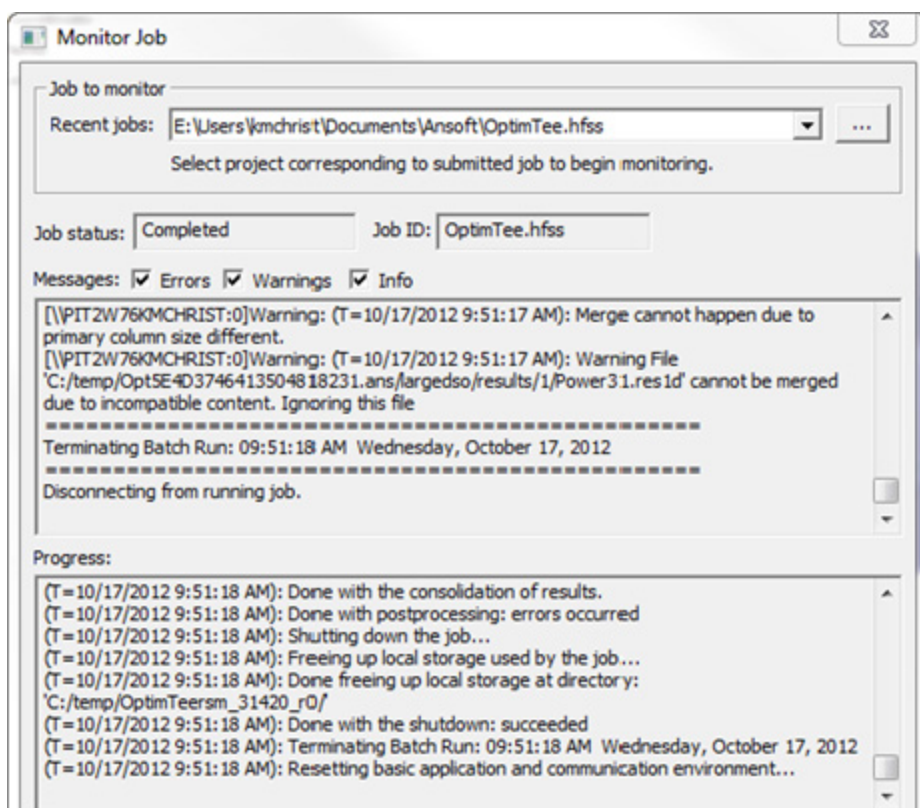 Monitor Job
Job to monitor
Recent jobs: E:\Users\kmchrist\Documents\Ansoft\OptimTee.hfss ...
Select project corresponding to submitted job to begin monitoring.
Job status: Completed Job ID: OptimTee.hfss
Messages: Errors Warnings Info
[\\PIT2W76KMCHRIST:0]Warning: (T=10/17/2012 9:51:17 AM): Merge cannot happen due to
primary column size different.
[\\PIT2W76KMCHRIST:0]Warning: (T=10/17/2012 9:51:17 AM): Warning File
'C:/temp/Opt5E4D3746413504818231.ans/largedso/results/1/Power31.res1d' cannot be merged
due to incompatible content. Ignoring this file
==================================================
Terminating Batch Run: 09:51:18 AM Wednesday, October 17, 2012
==================================================
Disconnecting from running job.
Progress:
(T=10/17/2012 9:51:18 AM): Done with the consolidation of results.
(T=10/17/2012 9:51:18 AM): Done with postprocessing: errors occurred
(T=10/17/2012 9:51:18 AM): Shutting down the job...
(T=10/17/2012 9:51:18 AM): Freeing up local storage used by the job...
(T=10/17/2012 9:51:18 AM): Done freeing up local storage at directory:
'C:/temp/OptimTeersm_31420_r0/'
(T=10/17/2012 9:51:18 AM): Done with the shutdown: succeeded
(T=10/17/2012 9:51:18 AM): Terminating Batch Run: 09:51:18 AM Wednesday, October 17, 2012
(T=10/17/2012 9:51:18 AM): Resetting basic application and communication environment...